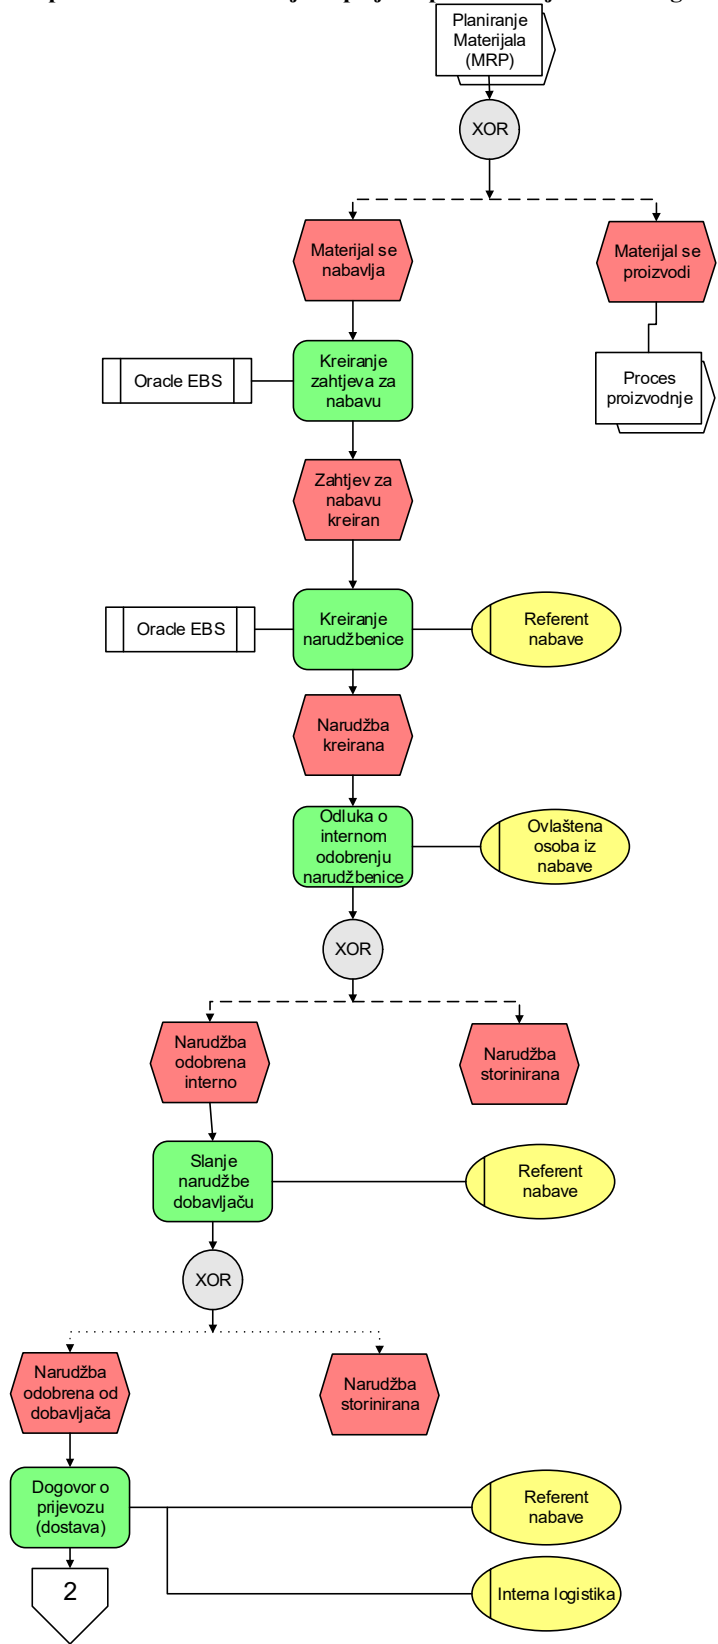 Planiranje
Materijala
(MRP)
XOR
Materijal se
nabavlja
Materijal se
proizvodi
Oracle EBS
Kreiranje
zahtjeva za
nabavu
Proces
proizvodnje
Zahtjev za
nabavu
kreiran
Oracle EBS
Kreiranje
narudžbenice
Referent
nabave
Narudžba
kreirana
Odluka o
internom
odobrenju
narudžbenice
Ovlaštena
osoba iz
nabave
XOR
Narudžba
odobrena
interno
Narudžba
storinirana
Slanje
narudžbe
dobavljaču
Referent
nabave
XOR
Narudžba
odobrena od
dobavljača
Narudžba
storinirana
Dogovor o
prijevozu
(dostava)
Referent
nabave
Interna logistika
2